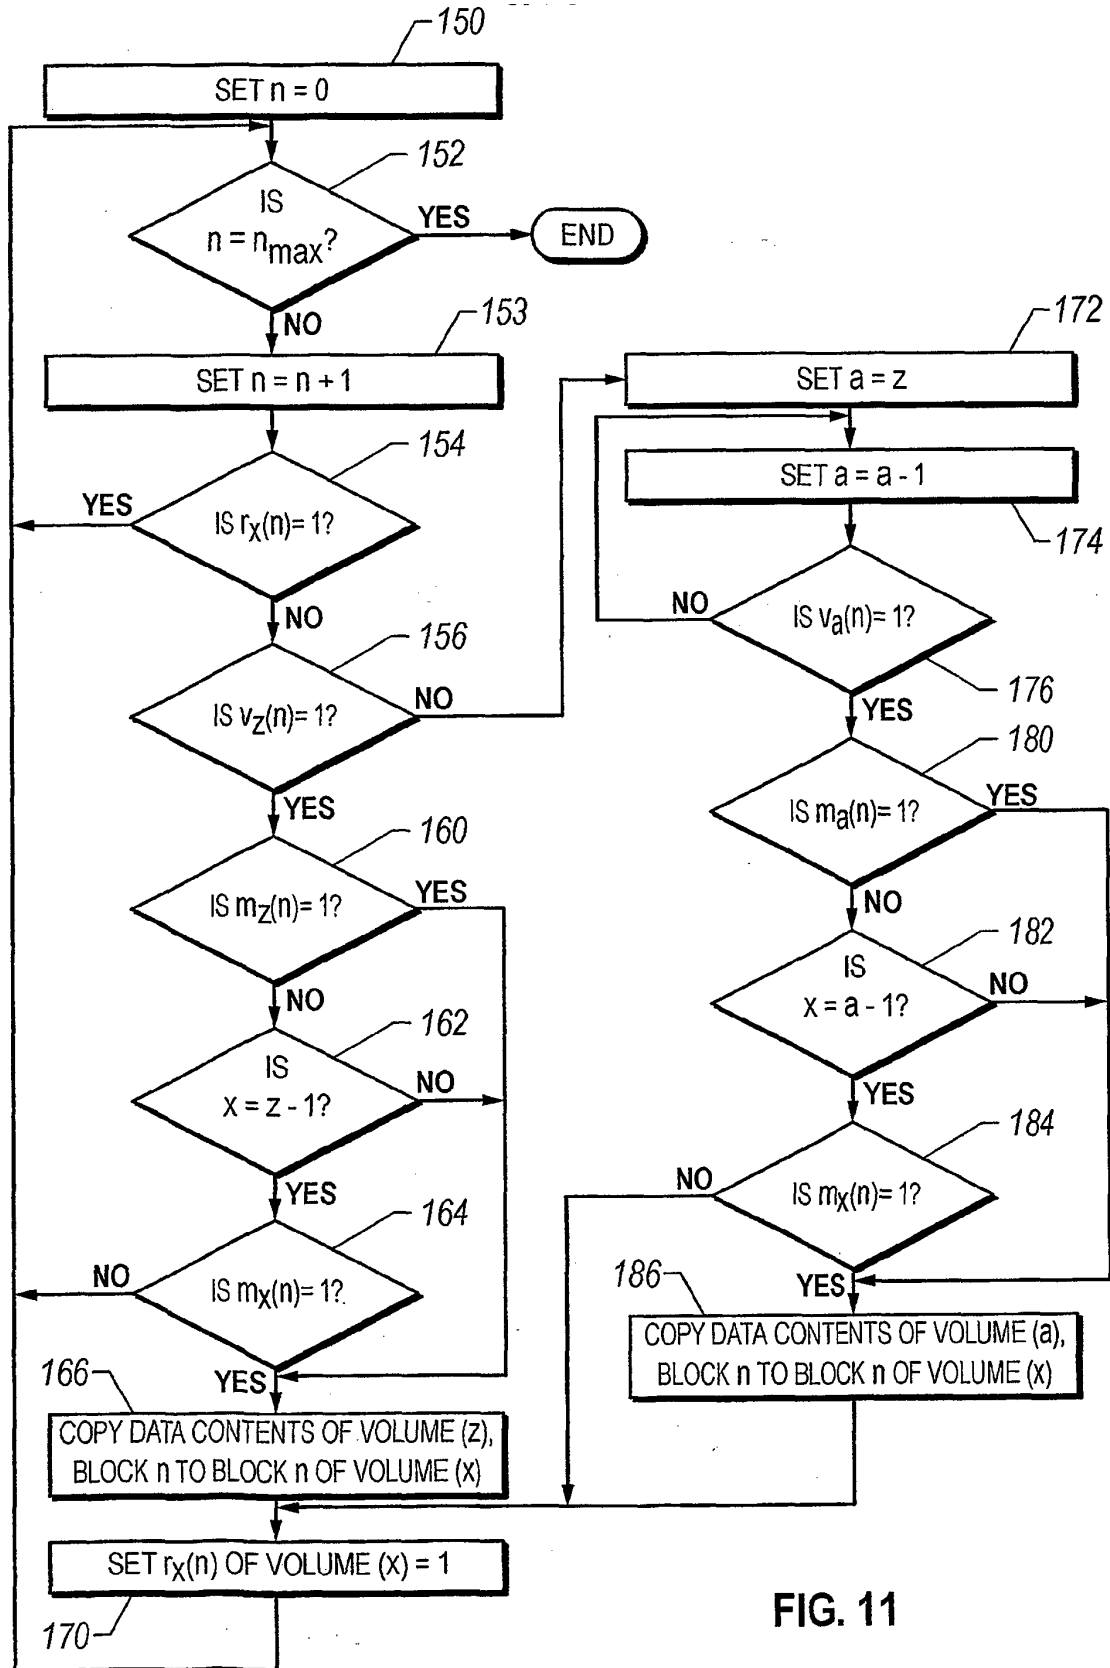 150
SET n = 0
152
IS
n = nmax?
YES
END
NO
153
SET n = n + 1
154
YES
IS rx(n)= 1?
NO
156
IS vz(n)= 1?
NO
YES
160
IS mz(n)= 1?
YES
NO
162
IS
x = z - 1?
NO
YES
164
NO
IS mx(n)= 1?
YES
166
COPY DATA CONTENTS OF VOLUME (z),
BLOCK n TO BLOCK n OF VOLUME (x)
SET rx(n) OF VOLUME (x) = 1
170
172
SET a = z
SET a = a - 1
174
NO
IS va(n)= 1?
176
YES
180
IS ma(n)= 1?
YES
NO
182
IS
x = a - 1?
NO
YES
184
NO
IS mx(n)= 1?
YES
186
COPY DATA CONTENTS OF VOLUME (a),
BLOCK n TO BLOCK n OF VOLUME (x)
FIG. 11